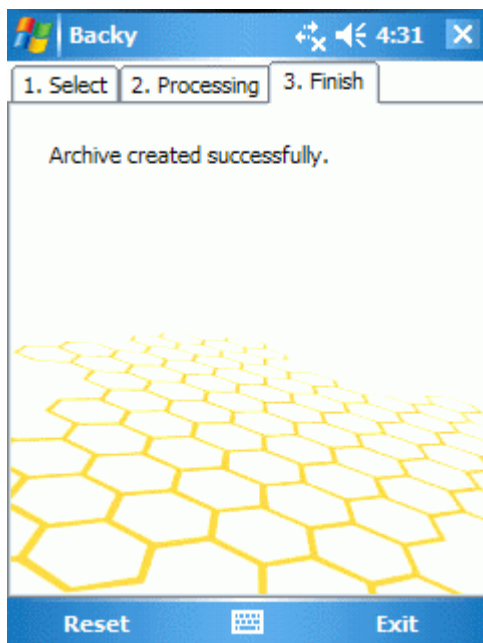 Backy 4:31
1. Select 2. Processing 3. Finish
Archive created successfully.
Reset Exit